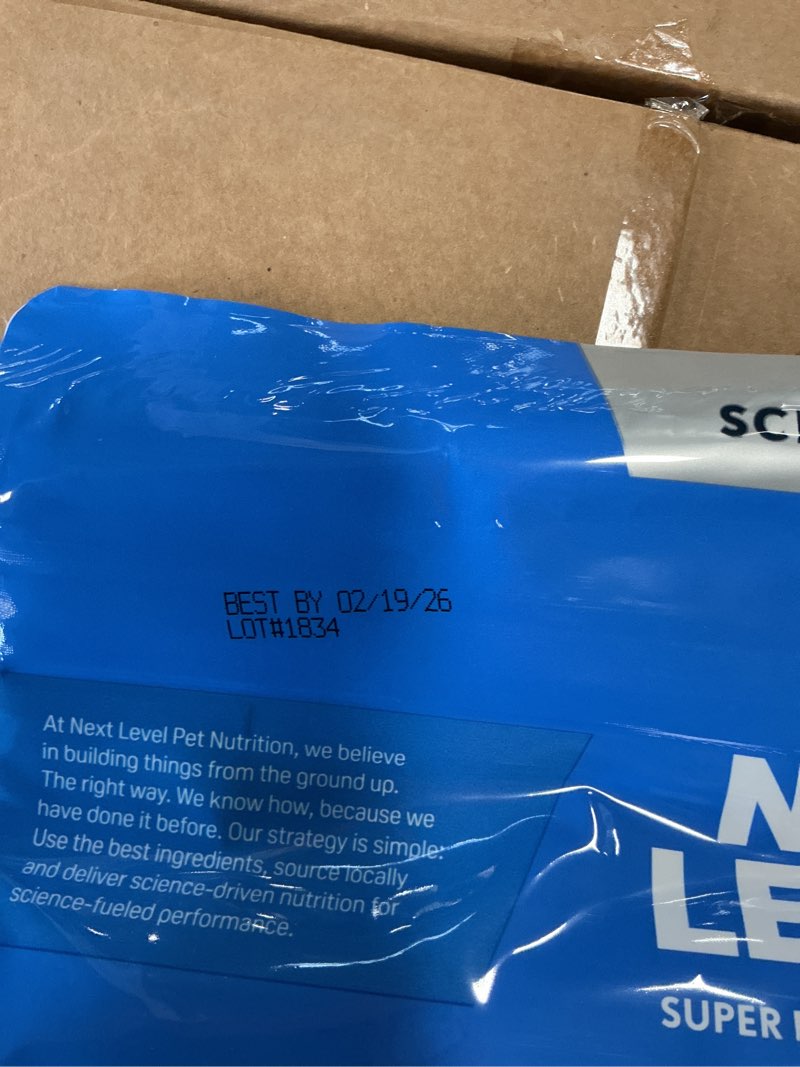 BEST BY 02/19/26
LOT#1834
At Next Level Pet Nutrition, we believe
in building things from the ground up.
The right way. We know how, because we
have done it before. Our strategy is simple:
Use the best ingredients, source locally
and deliver science-driven nutrition for
science-fueled performance.
SUPER